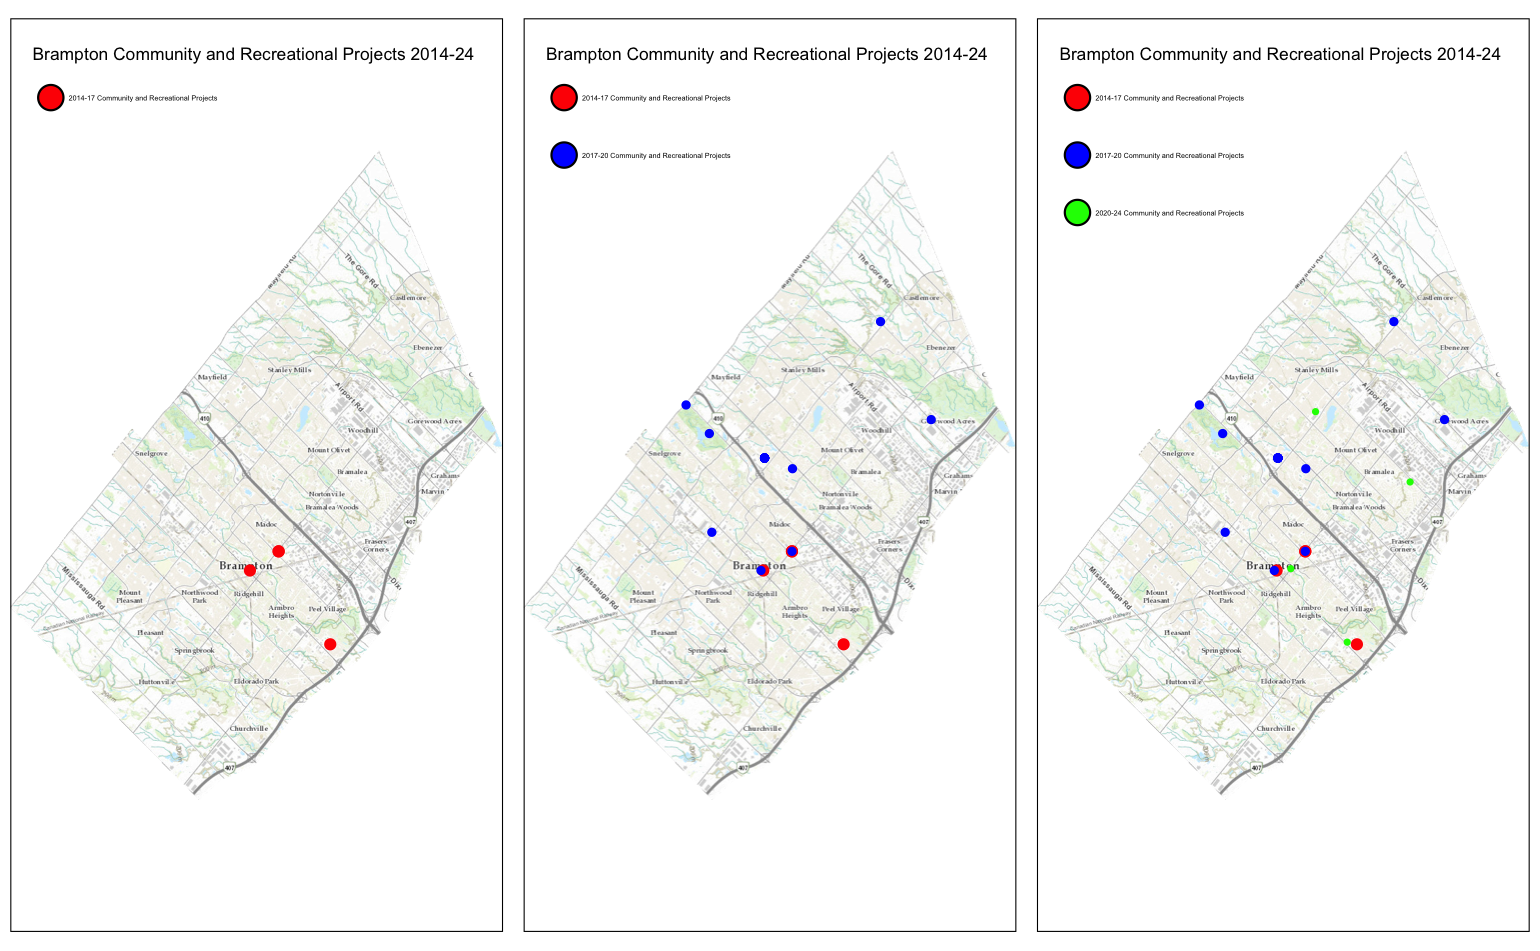 Brampton Community and Recreational Projects 2014-24
2014-17 Community and Recreational Projects
The Gore Rd
Castlemore
Ebenezer
Stanley Mills
Mayfield
Airport Rd
410
Gorewood Acres
Woodhill
Mount Olivet
Snelgrove
Bramalea
Grahams
Nortonville
Marvin
Bramalea Woods
Madoc
407
Frasers
Corners
Brampton
Mississauga Rd
Mount
Pleasant
Northwood
Park
Ridgehill
Armbro
Heights
Peel Village
Canadian National Railway
Pleasant
Springbrook
Huttonville
Eldorado Park
Churchville
407
Brampton Community and Recreational Projects 2014-24
2014-17 Community and Recreational Projects
2017-20 Community and Recreational Projects
The Gore Rd
Castlemore
Ebenezer
Stanley Mills
Mayfield
Airport Rd
410
wood Acres
Woodhill
Mount Olivet
Snelgrove
Bramalea
Grahams
Nortonville
Marvin
Bramalea Woods
Madoc
407
Frasers
Corners
Brampton
Mississauga Rd
Mount
Pleasant
Northwood
Park
Ridgehill
Armbro
Heights
Peel Village
Canadian National Railway
Pleasant
Springbrook
Huttonville
Eldorado Park
Churchville
407
Brampton Community and Recreational Projects 2014-24
2014-17 Community and Recreational Projects
2017-20 Community and Recreational Projects
2020-24 Community and Recreational Projects
The Gore Rd
Castlemore
Ebenezer
Stanley Mills
Mayfield
Airport Rd
410
wood Acres
Woodhill
Mount Olivet
Snelgrove
Bramalea
Grahams
Nortonville
Marvin
Bramalea Woods
Madoc
407
Frasers
Corners
Brampton
Mississauga Rd
Mount
Pleasant
Northwood
Park
Ridgehill
Armbro
Heights
Peel Village
Canadian National Railway
Pleasant
Springbrook
Huttonville
Eldorado Park
Churchville
407